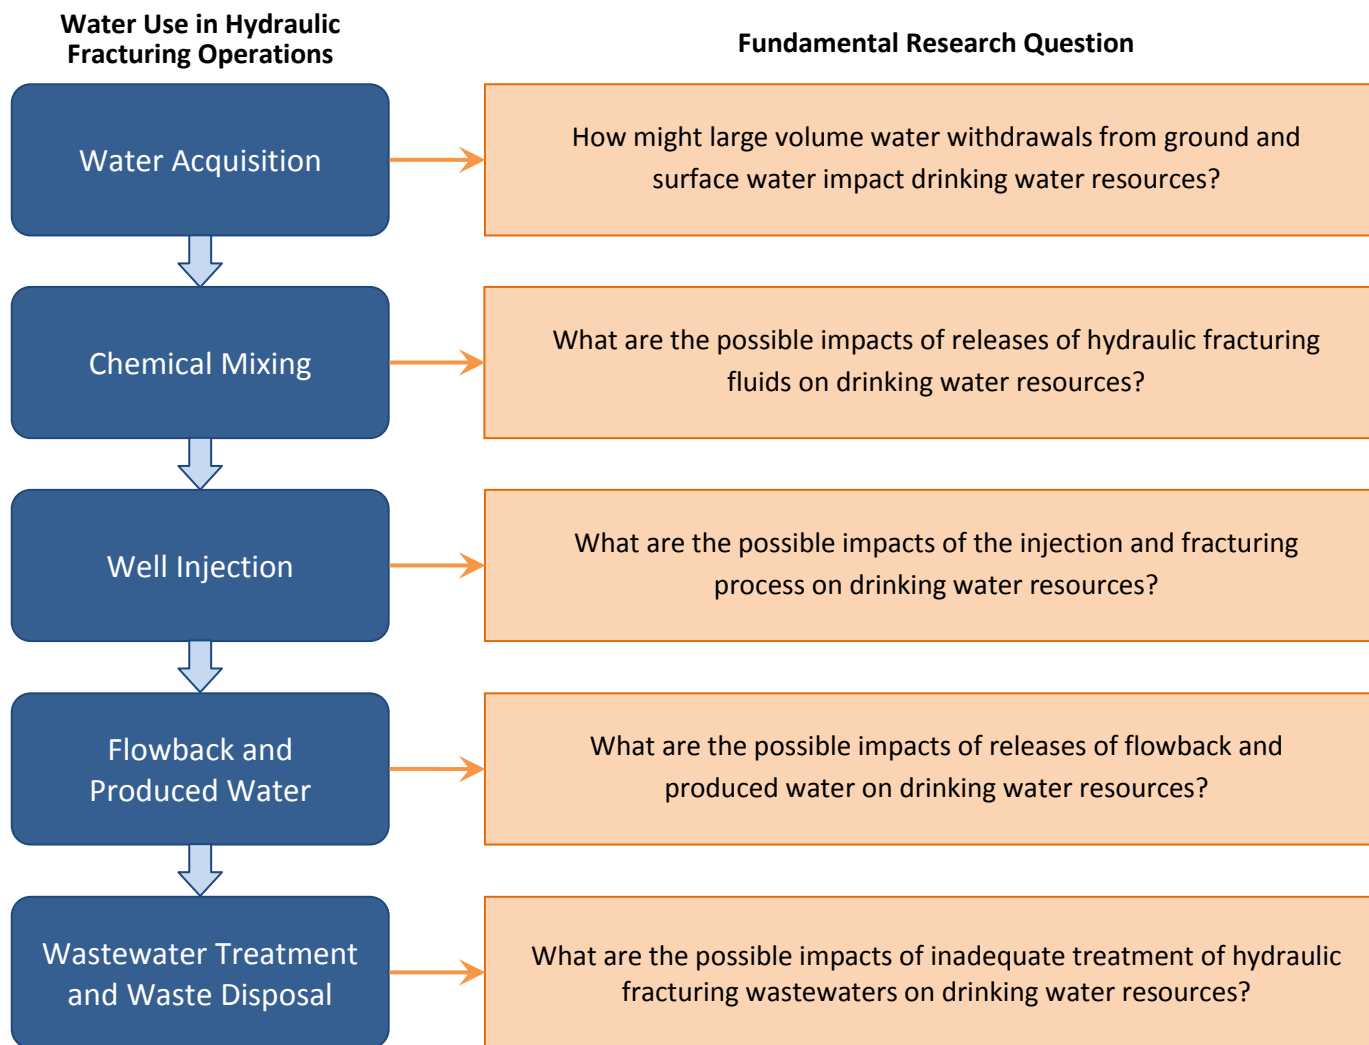 Water Use in Hydraulic
Fracturing Operations
Fundamental Research Question
Water Acquisition
How might large volume water withdrawals from ground and
surface water impact drinking water resources?
Chemical Mixing
What are the possible impacts of releases of hydraulic fracturing
fluids on drinking water resources?
Well Injection
What are the possible impacts of the injection and fracturing
process on drinking water resources?
Flowback and
Produced Water
What are the possible impacts of releases of flowback and
produced water on drinking water resources?
Wastewater Treatment
and Waste Disposal
What are the possible impacts of inadequate treatment of hydraulic
fracturing wastewaters on drinking water resources?